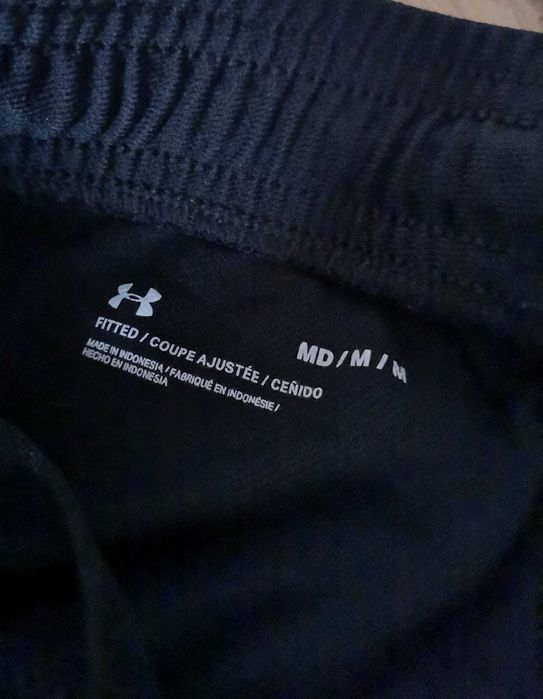 FITTED / COUPE AJUSTÉE / CEÑIDO
MD / M / M
MADE IN INDONESIA / FABRIQUÉ EN INDONÉSIE /
HECHO EN INDONESIA